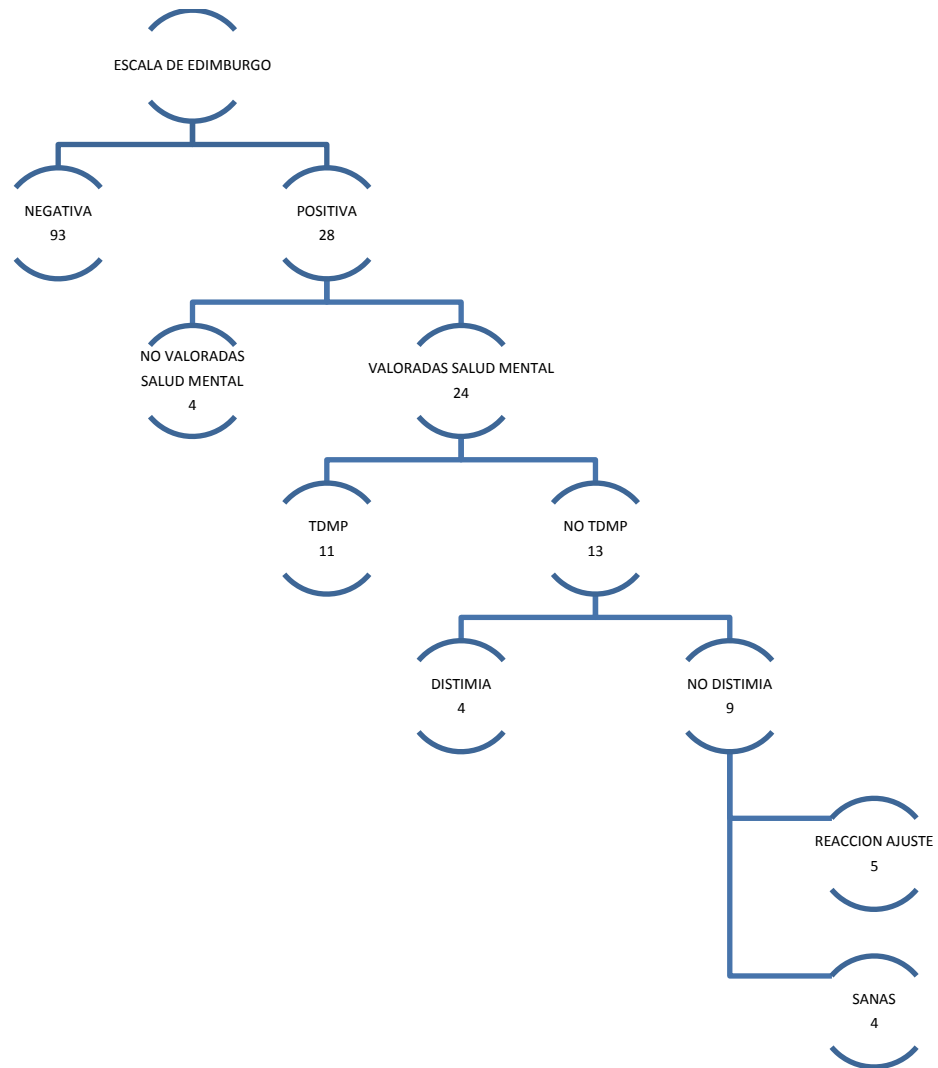 ESCALA DE EDIMBURGO
NEGATIVA
93
POSITIVA
28
NO VALORADAS
SALUD MENTAL
4
VALORADAS SALUD MENTAL
24
TDMP
11
NO TDMP
13
DISTIMIA
4
NO DISTIMIA
9
REACCION AJUSTE
5
SANAS
4